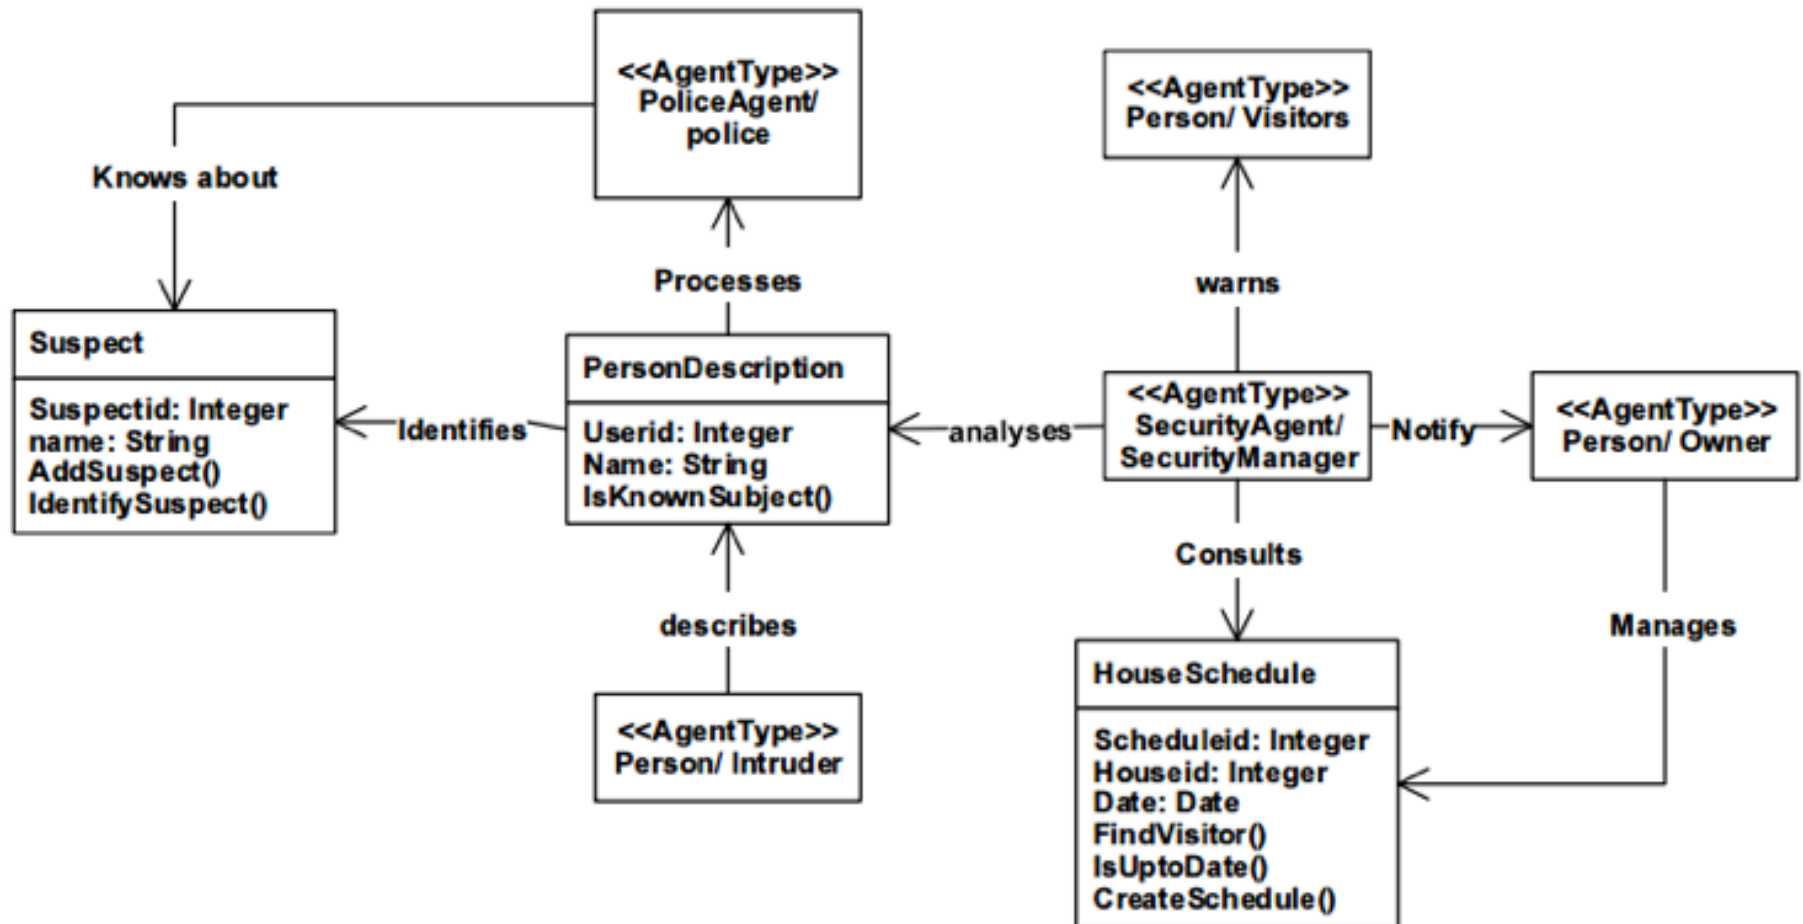 <<AgentType>>
PoliceAgent/
police
<<AgentType>>
Person/ Visitors
Knows about
Processes
warns
Suspect
Suspectid: Integer
name: String
AddSuspect()
IdentifySuspect()
Identifies
PersonDescription
Userid: Integer
Name: String
IsKnownSubject()
analyses
<<AgentType>>
SecurityAgent/
SecurityManager
Notify
<<AgentType>>
Person/ Owner
Consults
describes
Manages
<<AgentType>>
Person/ Intruder
HouseSchedule
Scheduleid: Integer
Houseid: Integer
Date: Date
FindVisitor()
IsUptoDate()
CreateSchedule()